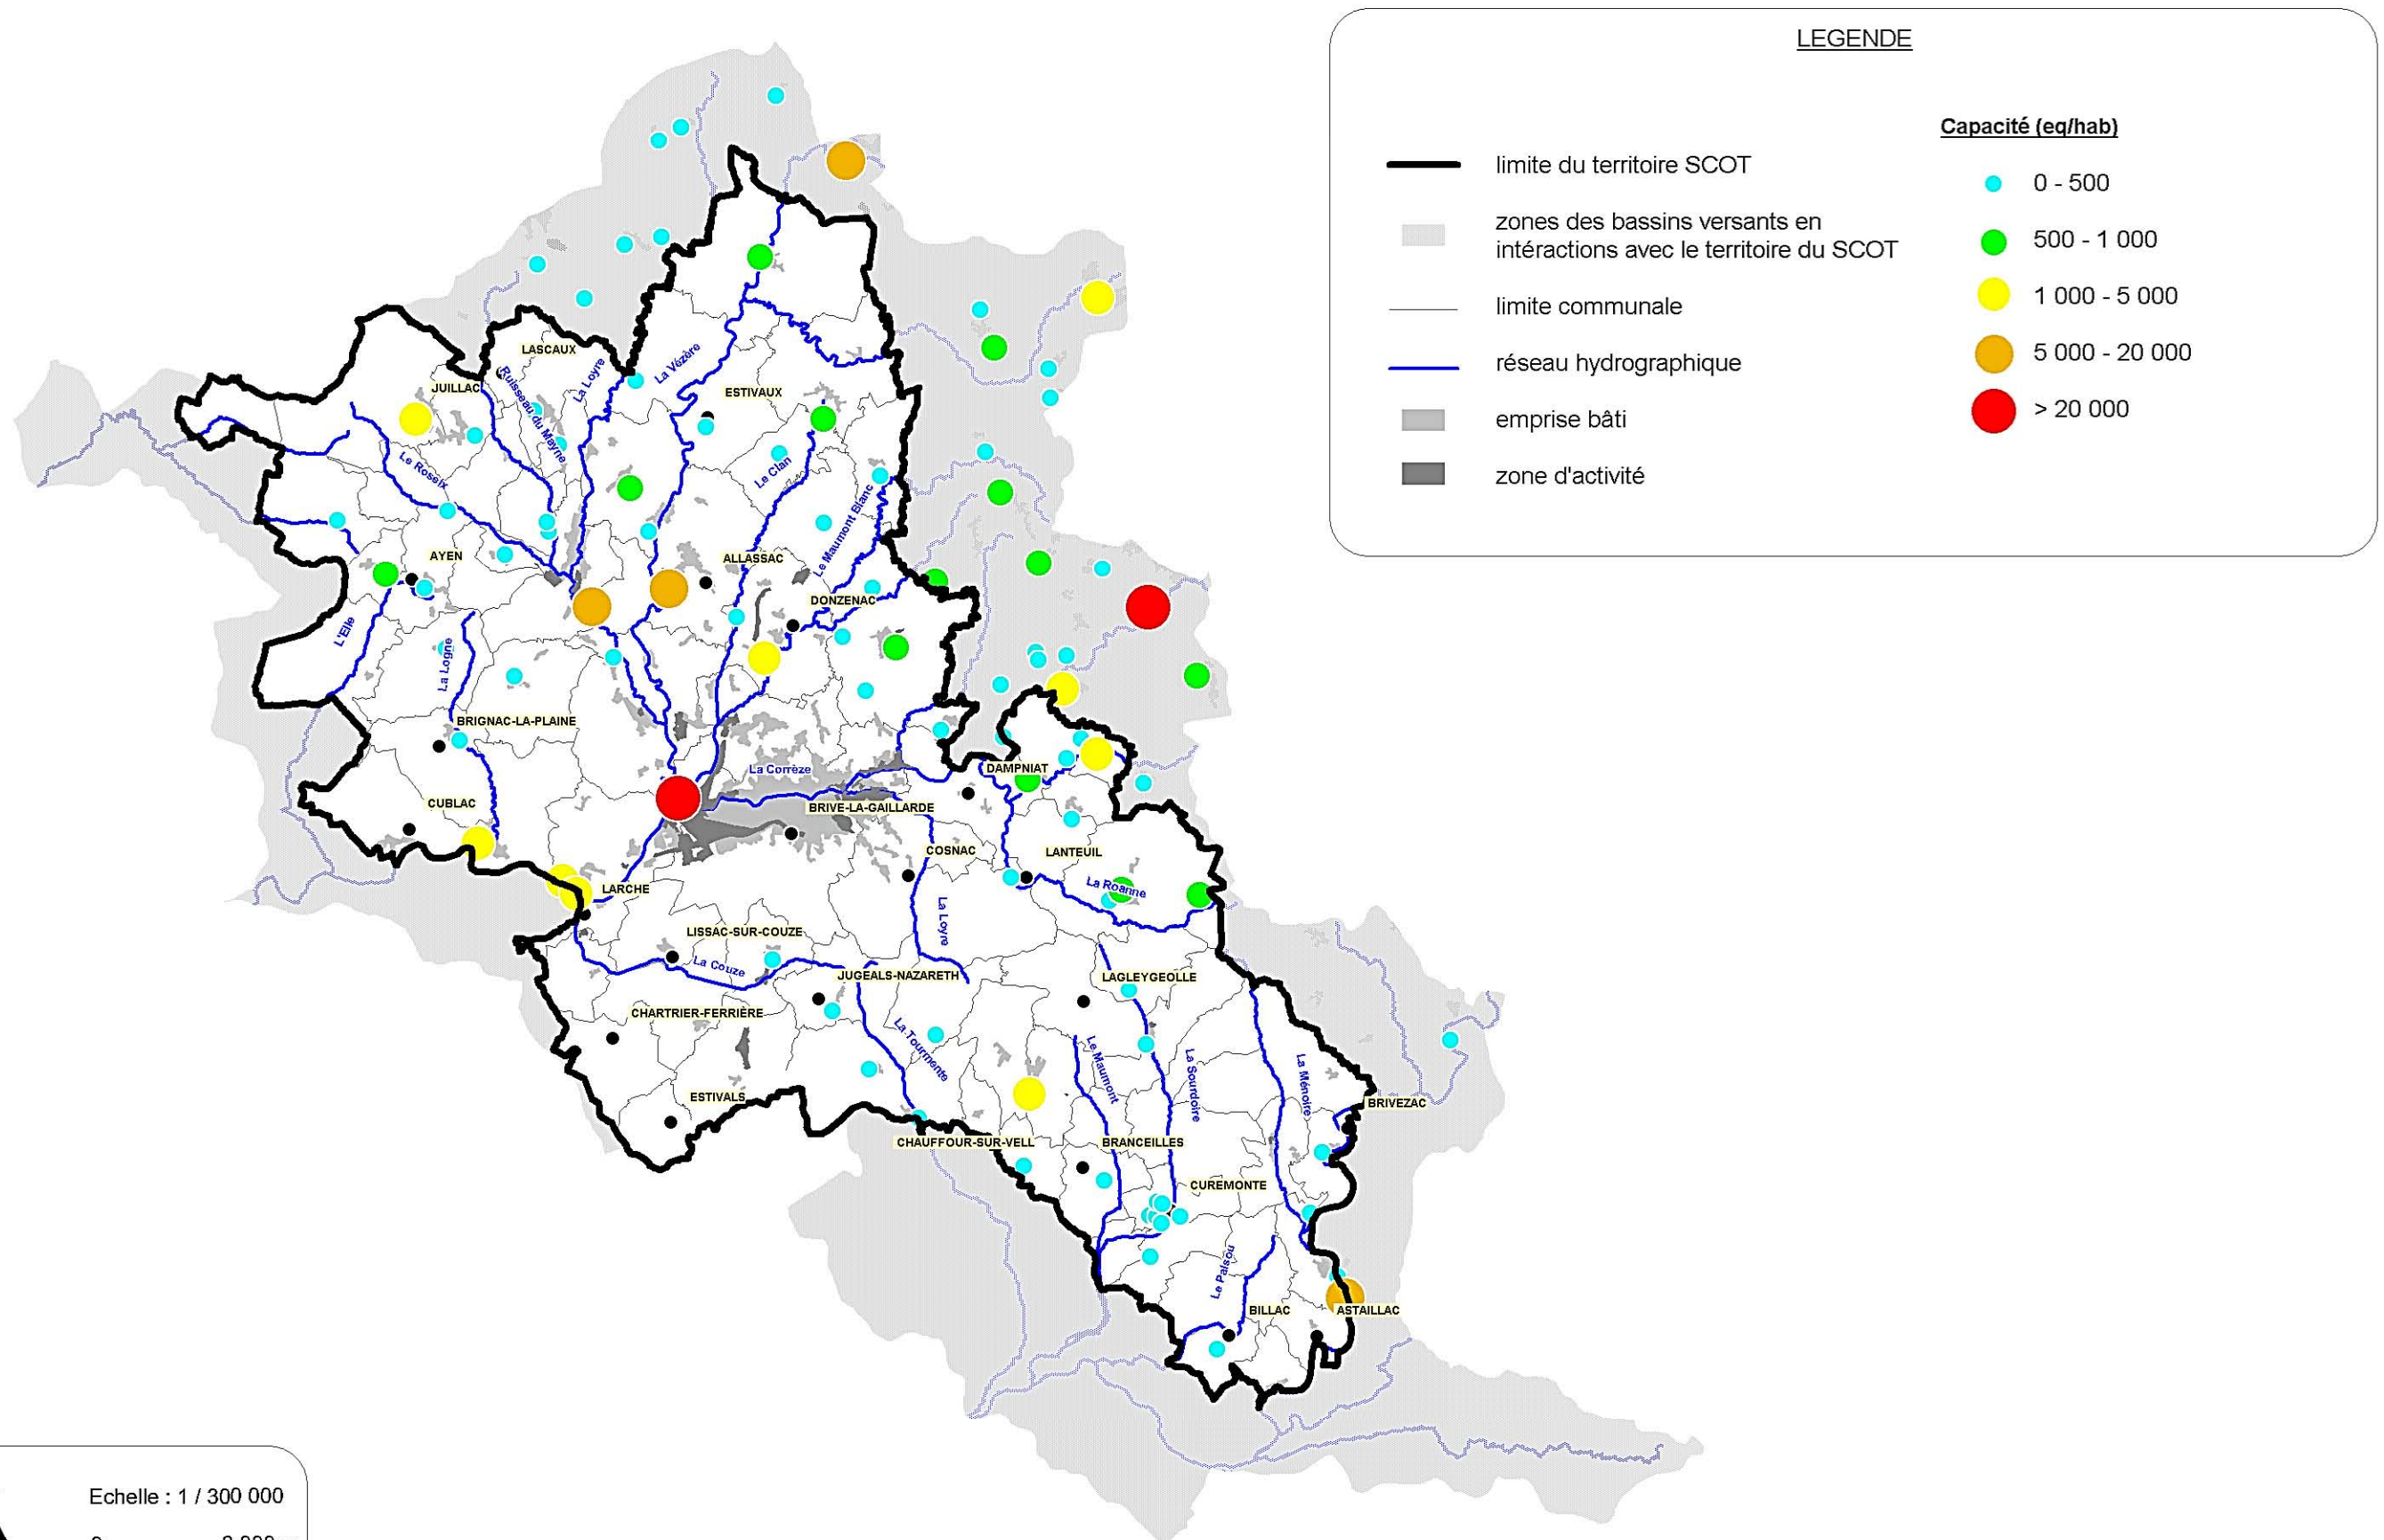 LEGENDE
limite du territoire SCOT
zones des bassins versants en
intéractions avec le territoire du SCOT
limite communale
réseau hydrographique
emprise bâti
zone d'activité
Capacité (eq/hab)
0 - 500
500 - 1 000
1 000 - 5 000
5 000 - 20 000
> 20 000
LASCAUX
JUILLAC
Ruisseau du Mayne
La Loyre
La Vézère
ESTIVAUX
Le Roseix
Le Clan
Le Maumont Blanc
AYEN
ALLASSAC
DONZENAC
L'Elle
La Logne
BRIGNAC-LA-PLAINE
La Corrèze
DAMPNIAT
CUBLAC
BRIVE-LA-GAILLARDE
COSNAC
LANTEUIL
LARCHE
La Roanne
La Loyre
LISSAC-SUR-COUZE
La Couze
JUGEALS-NAZARETH
LAGLEYGEOLLE
CHARTRIER-FERRIÈRE
La Tourmente
Le Maumont
La Sourdoire
La Ménoire
ESTIVALS
BRIVEZAC
CHAUFFOUR-SUR-VELL
BRANCEILLES
CUREMONTE
Le Palsou
BILLAC
ASTAILLAC
Echelle : 1 / 300 000